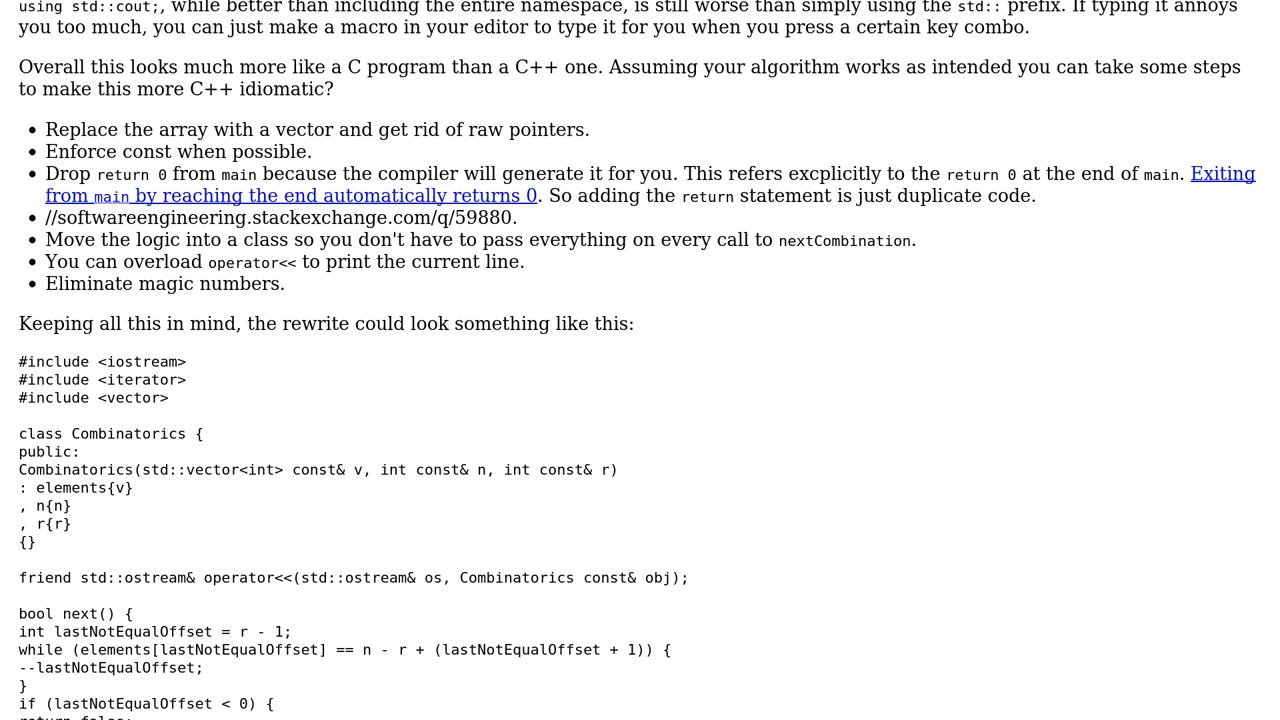 using std::cout;, while better than including the entire namespace, is still worse than simply using the std:: prefix. If typing it annoys
you too much, you can just make a macro in your editor to type it for you when you press a certain key combo.
Overall this looks much more like a C program than a C++ one. Assuming your algorithm works as intended you can take some steps
to make this more C++ idiomatic?
• Replace the array with a vector and get rid of raw pointers.
• Enforce const when possible.
• Drop return 0 from main because the compiler will generate it for you. This refers excplicitly to the return 0 at the end of main. Exiting
from main by reaching the end automatically returns 0. So adding the return statement is just duplicate code.
• //softwareengineering.stackexchange.com/q/59880.
• Move the logic into a class so you don't have to pass everything on every call to nextCombination.
• You can overload operator<< to print the current line.
• Eliminate magic numbers.
Keeping all this in mind, the rewrite could look something like this:
#include <iostream>
#include <iterator>
#include <vector>
class Combinatorics {
public:
Combinatorics(std::vector<int> const& v, int const& n, int const& r)
: elements{v}
, n{n}
, r{r}
{}
friend std::ostream& operator<<(std::ostream& os, Combinatorics const& obj);
bool next() {
int lastNotEqualOffset = r - 1;
while (elements[lastNotEqualOffset] == n - r + (lastNotEqualOffset + 1)) {
--lastNotEqualOffset;
}
if (lastNotEqualOffset < 0) {
return false;